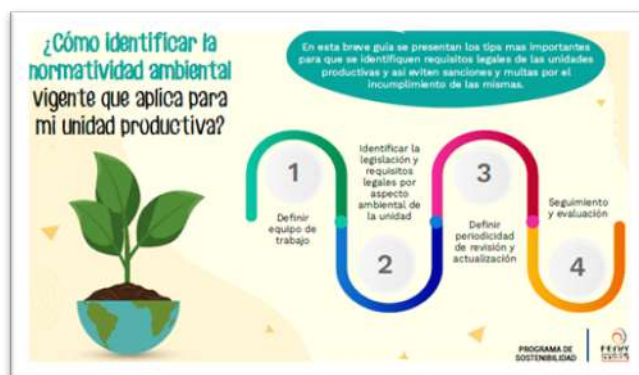 ¿Cómo identificar la
normatividad ambiental
vigente que aplica para
mi unidad productiva?
En esta breve guía se presentan los tips mas importantes
para que se identifiquen requisitos legales de las unidades
productivas y así eviten sanciones y multas por el
incumplimiento de las mismas.
1
Definir
equipo de
trabajo
Identificar la
legislación y
requisitos
legales por
aspecto
ambiental de
la unidad
2
3
Definir
periodicidad
de revisión y
actualización
Seguimiento
y evaluación
4
PROGRAMA DE
SOSTENIBILIDAD